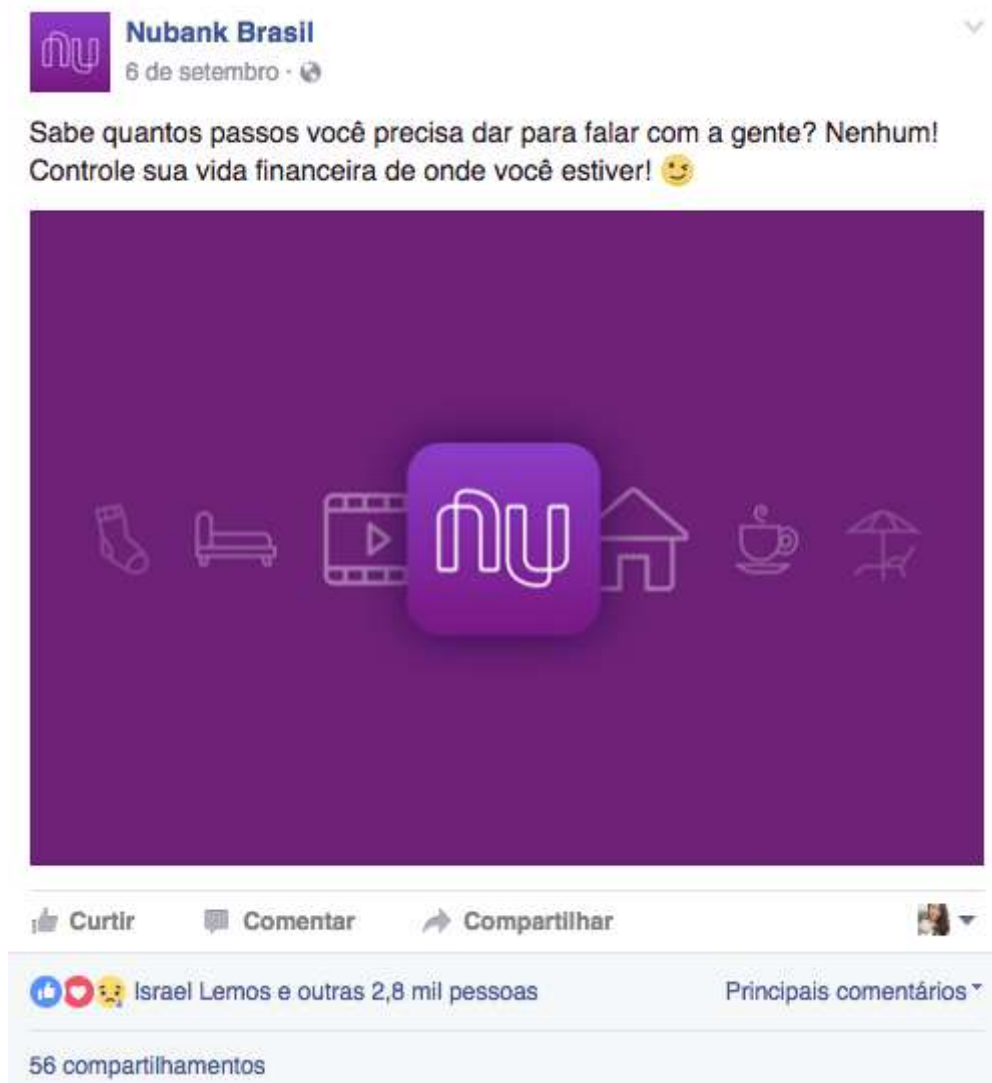 nu
Nubank Brasil
6 de setembro ·
Sabe quantos passos você precisa dar para falar com a gente? Nenhum!
Controle sua vida financeira de onde você estiver! 😉
nu
Curtir Comentar Compartilhar
Israel Lemos e outras 2,8 mil pessoas Principais comentários
56 compartilhamentos